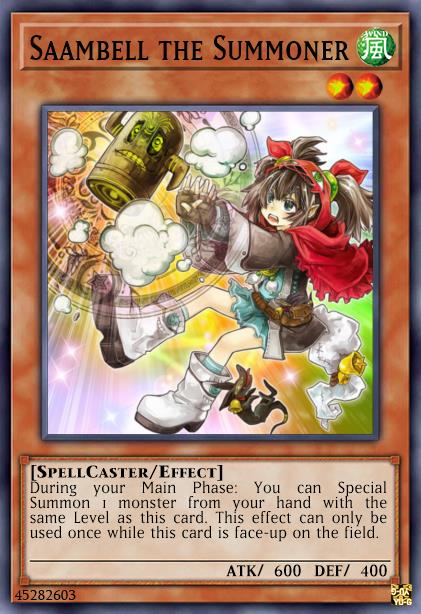 Saambell the Summoner
WIND
風
[SpellCaster/Effect]
During your Main Phase: You can Special
Summon 1 monster from your hand with the
same Level as this card. This effect can only be
used once while this card is face-up on the field.
ATK/ 600 DEF/ 400
45282603